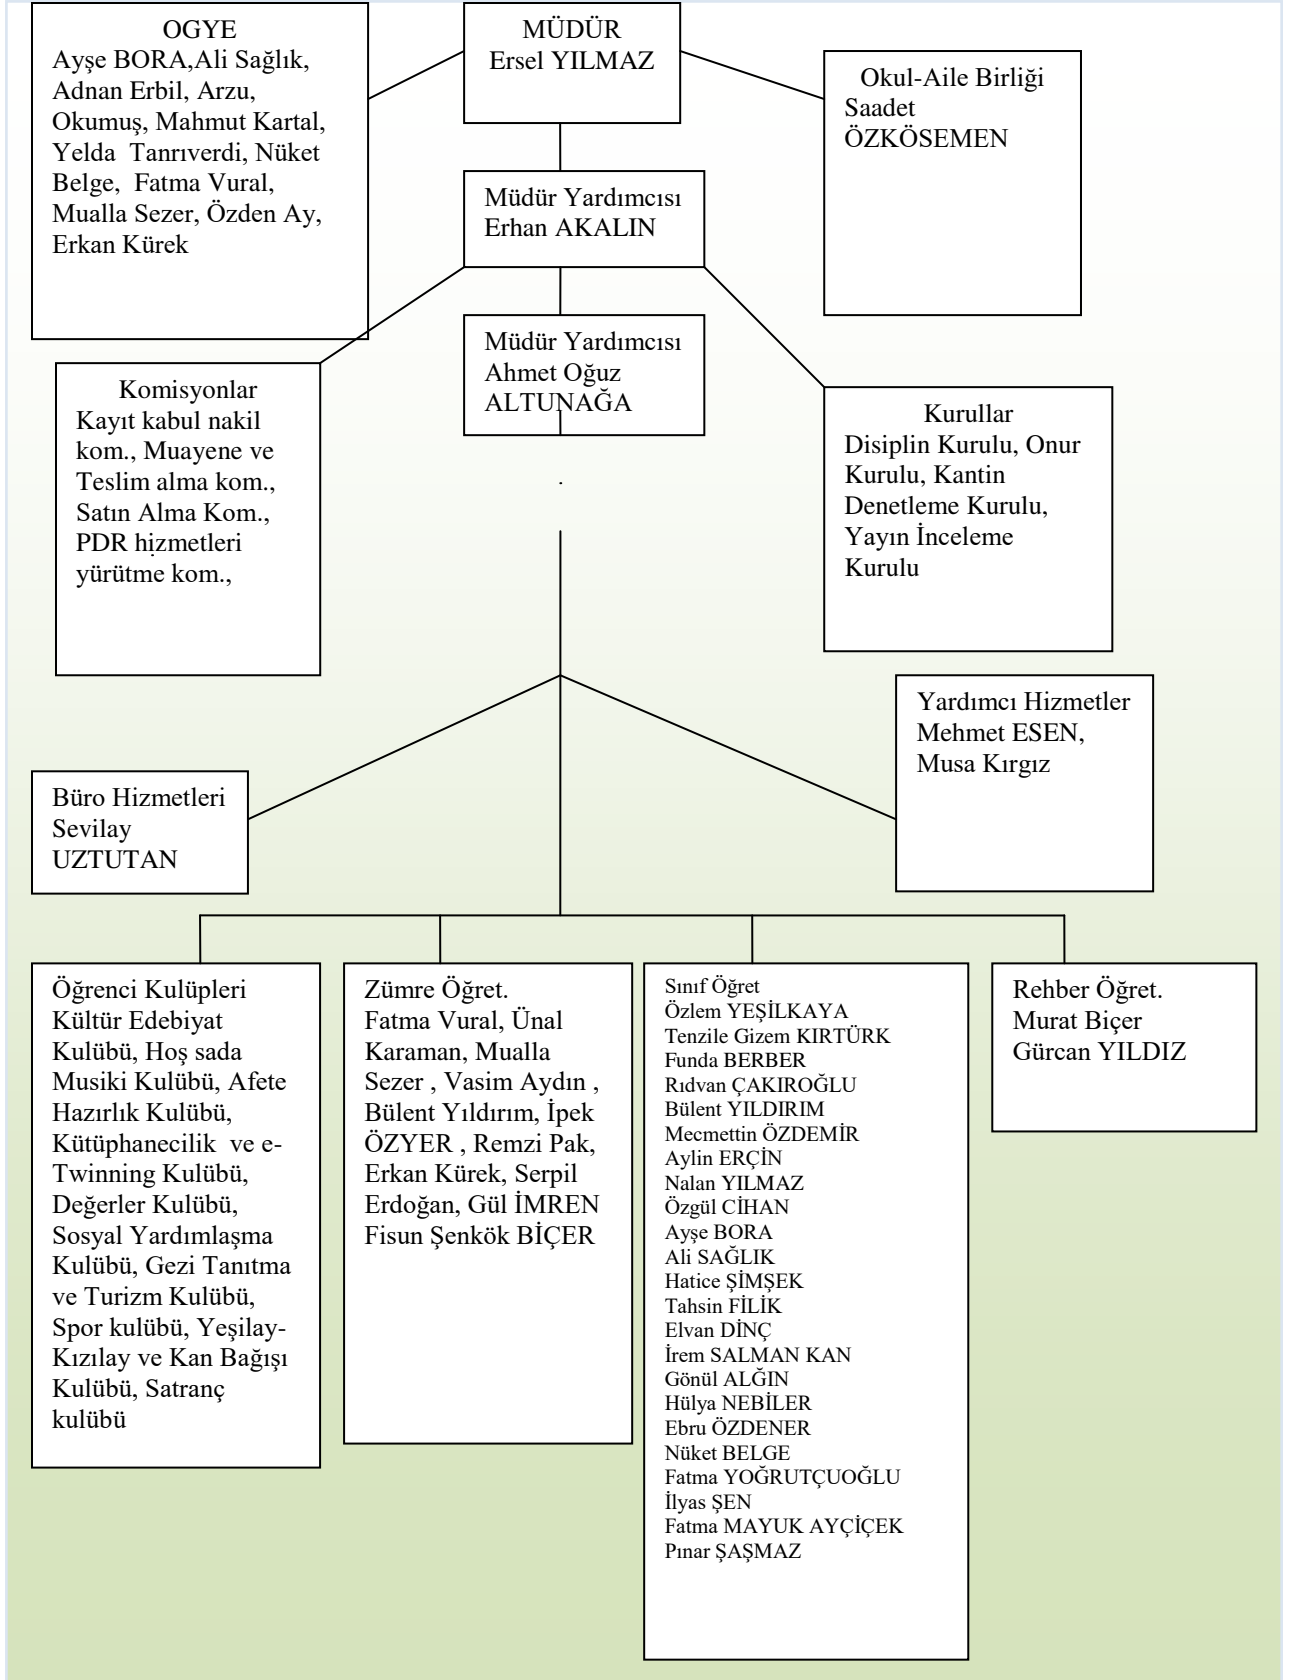 OGYE
Ayşe BORA,Ali Sağlık,
Adnan Erbil, Arzu,
Okumuş, Mahmut Kartal,
Yelda Tanrıverdi, Nüket
Belge, Fatma Vural,
Mualla Sezer, Özden Ay,
Erkan Kürek
MÜDÜR
Ersel YILMAZ
Okul-Aile Birliği
Saadet
ÖZKÖSEMEN
Müdür Yardımcısı
Erhan AKALIN
Müdür Yardımcısı
Ahmet Oğuz
ALTUNAĞA
Komisyonlar
Kayıt kabul nakil
kom., Muayene ve
Teslim alma kom.,
Satın Alma Kom.,
PDR hizmetleri
yürütme kom.,
Kurullar
Disiplin Kurulu, Onur
Kurulu, Kantin
Denetleme Kurulu,
Yayın İnceleme
Kurulu
Yardımcı Hizmetler
Mehmet ESEN,
Musa Kırgız
Büro Hizmetleri
Sevilay
UZTUTAN
Öğrenci Kulüpleri
Kültür Edebiyat
Kulübü, Hoş sada
Musiki Kulübü, Afete
Hazırlık Kulübü,
Kütüphanecilik ve e-
Twinning Kulübü,
Değerler Kulübü,
Sosyal Yardımlaşma
Kulübü, Gezi Tanıtma
ve Turizm Kulübü,
Spor kulübü, Yeşilay-
Kızılay ve Kan Bağışı
Kulübü, Satranç
kulübü
Zümre Öğret.
Fatma Vural, Ünal
Karaman, Mualla
Sezer , Vasim Aydın ,
Bülent Yıldırım, İpek
ÖZYER , Remzi Pak,
Erkan Kürek, Serpil
Erdoğan, Gül İMREN
Fisun Şenkök BİÇER
Sınıf Öğret
Özlem YEŞİLKAYA
Tenzile Gizem KIRTÜRK
Funda BERBER
Rıdvan ÇAKIROĞLU
Bülent YILDIRIM
Mecmettin ÖZDEMİR
Aylin ERÇİN
Nalan YILMAZ
Özgül CİHAN
Ayşe BORA
Ali SAĞLIK
Hatice ŞİMŞEK
Tahsin FİLİK
Elvan DİNÇ
İrem SALMAN KAN
Gönül ALĞIN
Hülya NEBİLER
Ebru ÖZDENER
Nüket BELGE
Fatma YOĞRUTÇUOĞLU
İlyas ŞEN
Fatma MAYUK AYÇİÇEK
Pınar ŞAŞMAZ
Rehber Öğret.
Murat Biçer
Gürcan YILDIZ